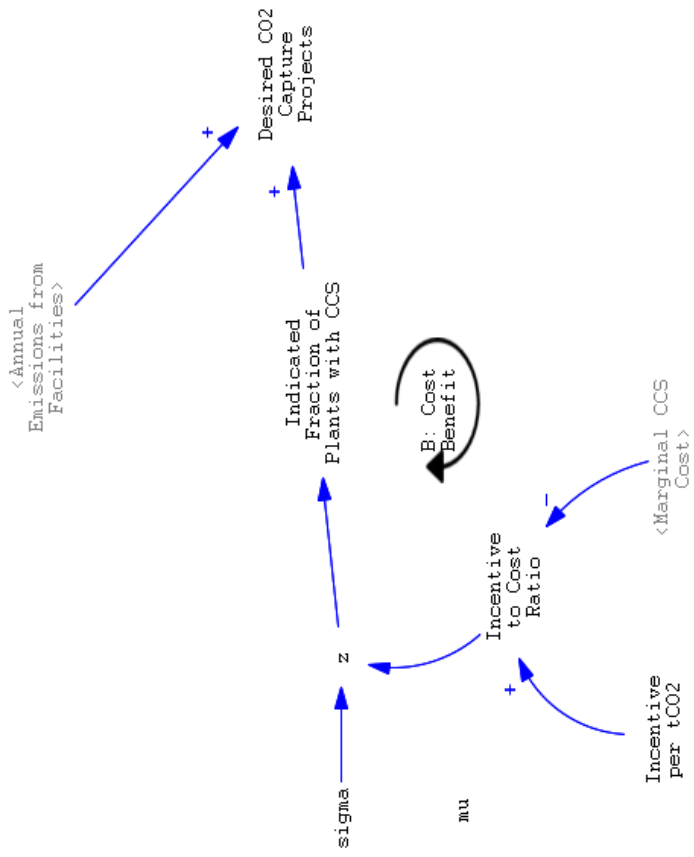 <Annual
Emissions from
Facilities>
+
Desired CO2
Capture
Projects
+
Indicated
Fraction of
Plants with CCS
sigma
z
B: Cost
Benefit
mu
Incentive
to Cost
Ratio
+
-
Incentive
per tCO2
<Marginal CCS
Cost>